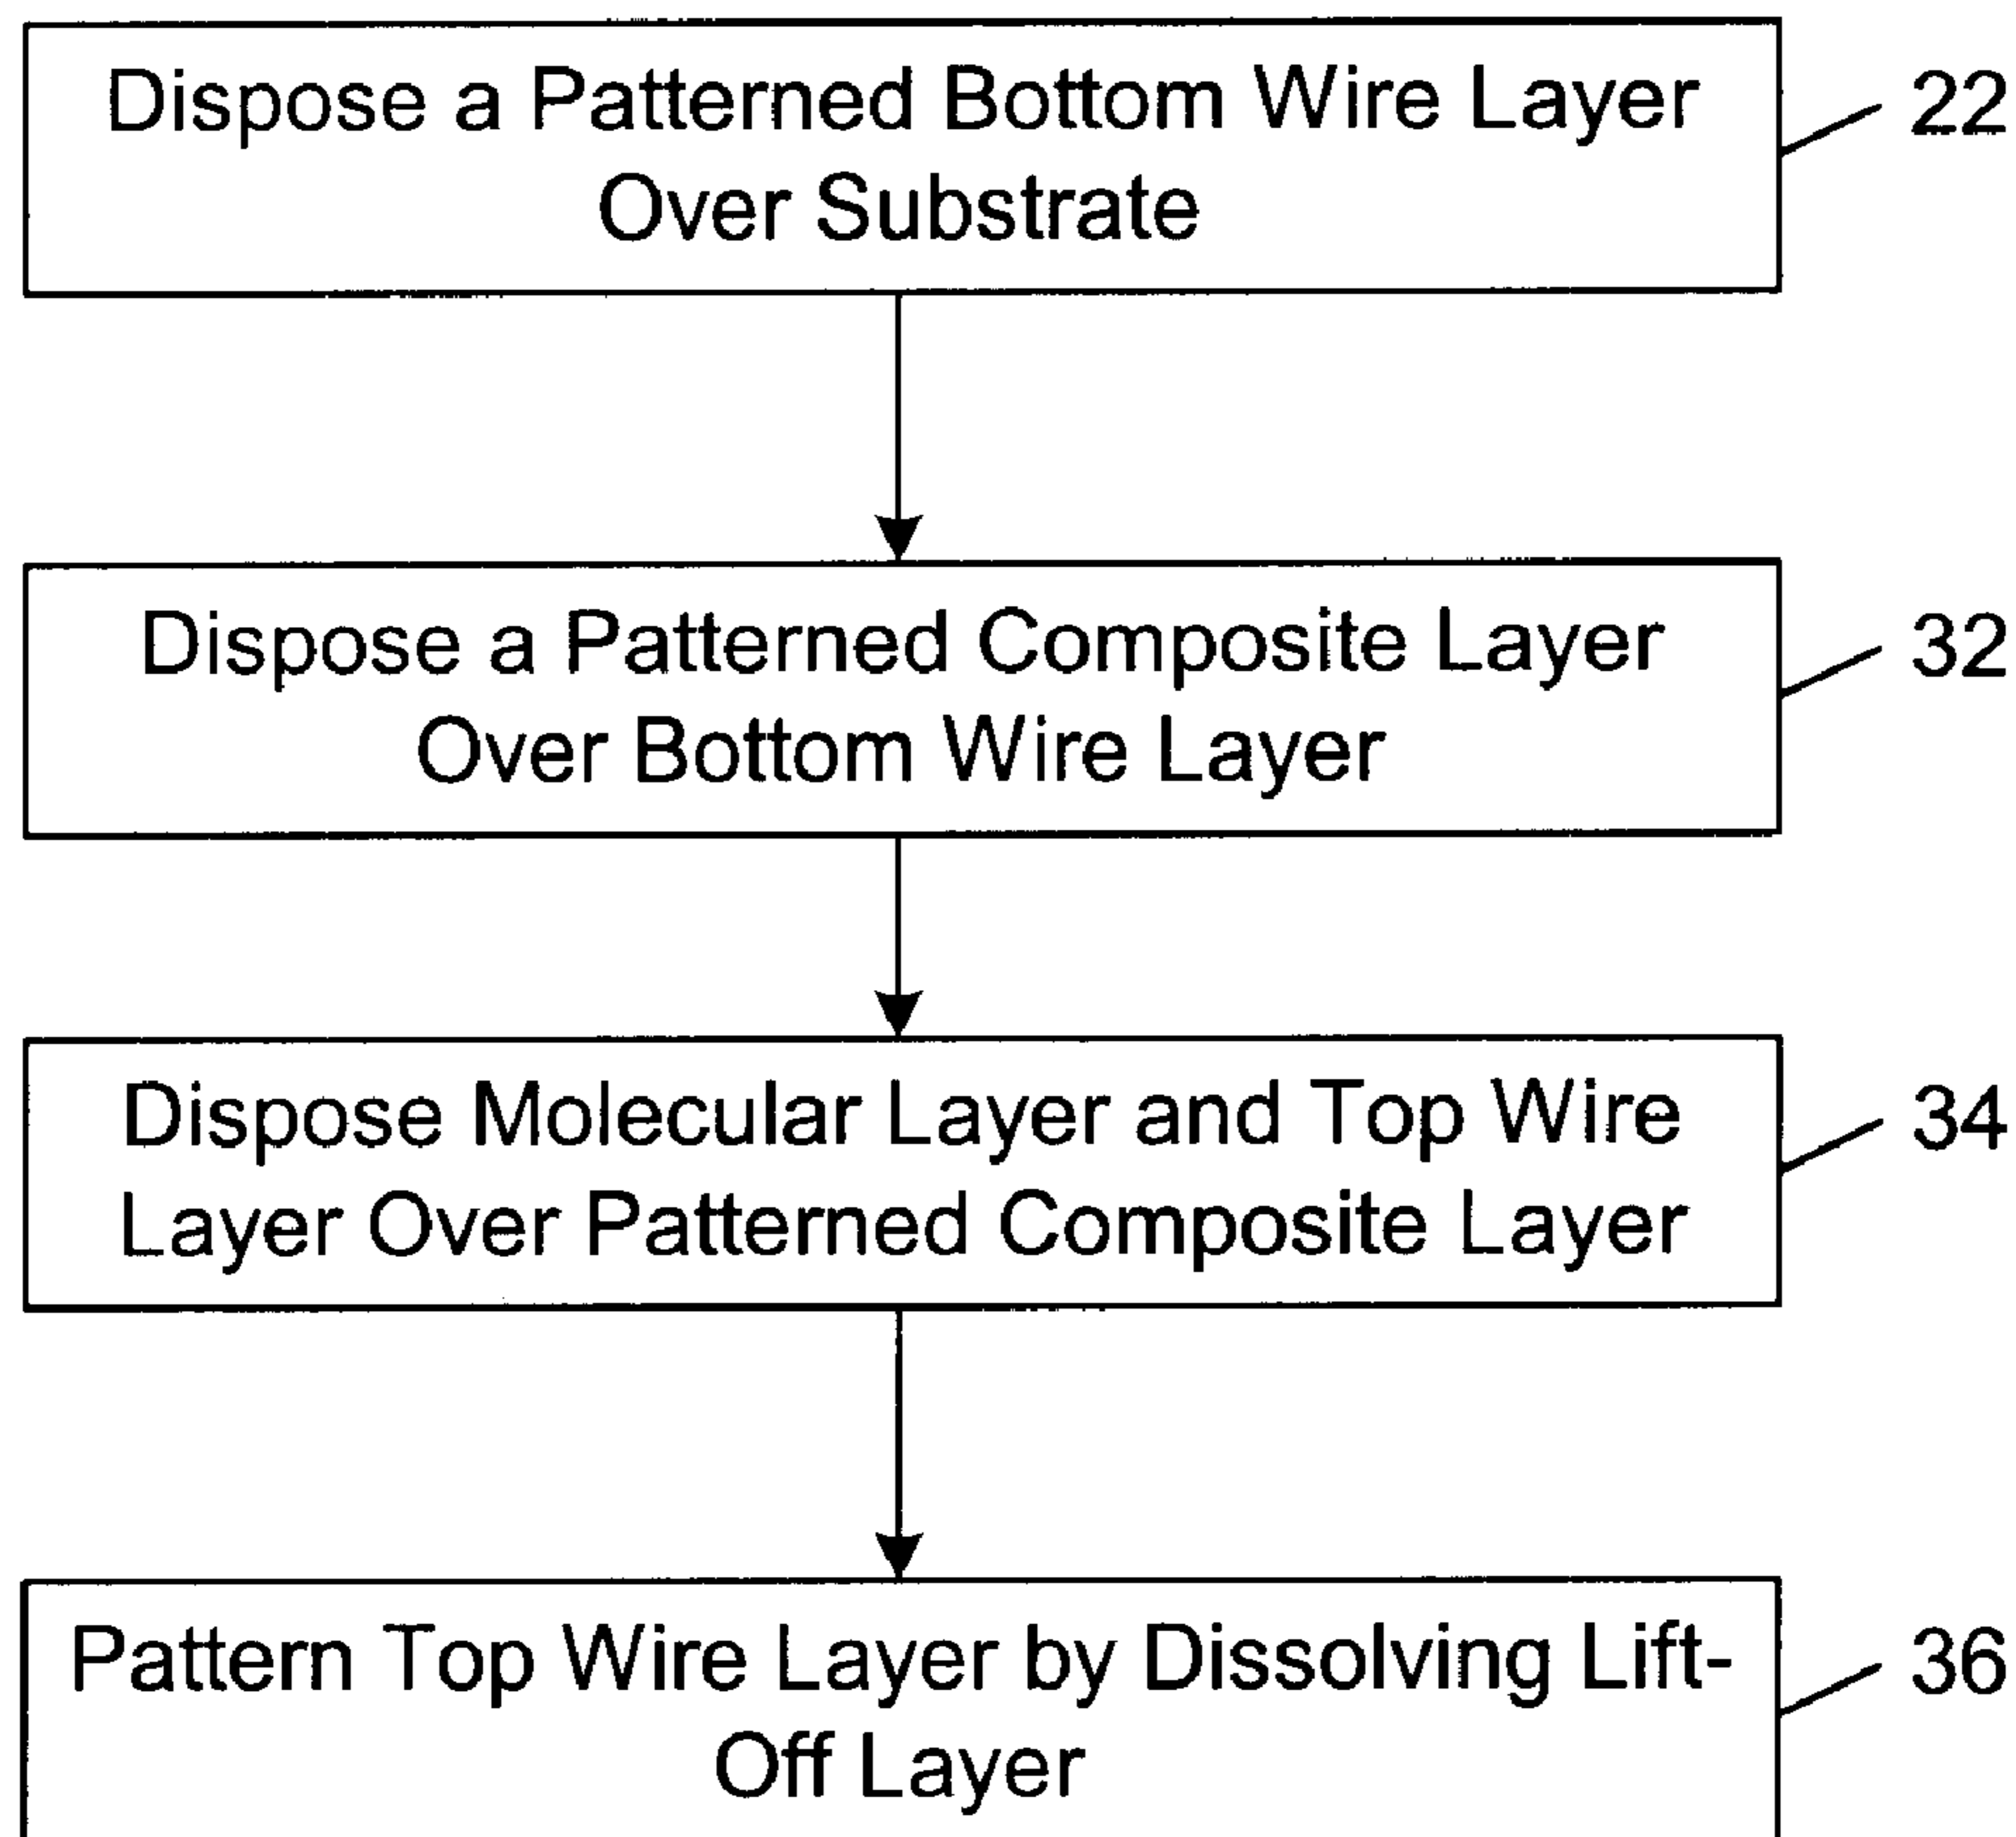 Dispose a Patterned Bottom Wire Layer
Over Substrate
22
Dispose a Patterned Composite Layer
Over Bottom Wire Layer
32
Dispose Molecular Layer and Top Wire
Layer Over Patterned Composite Layer
34
Pattern Top Wire Layer by Dissolving Lift-
Off Layer
36